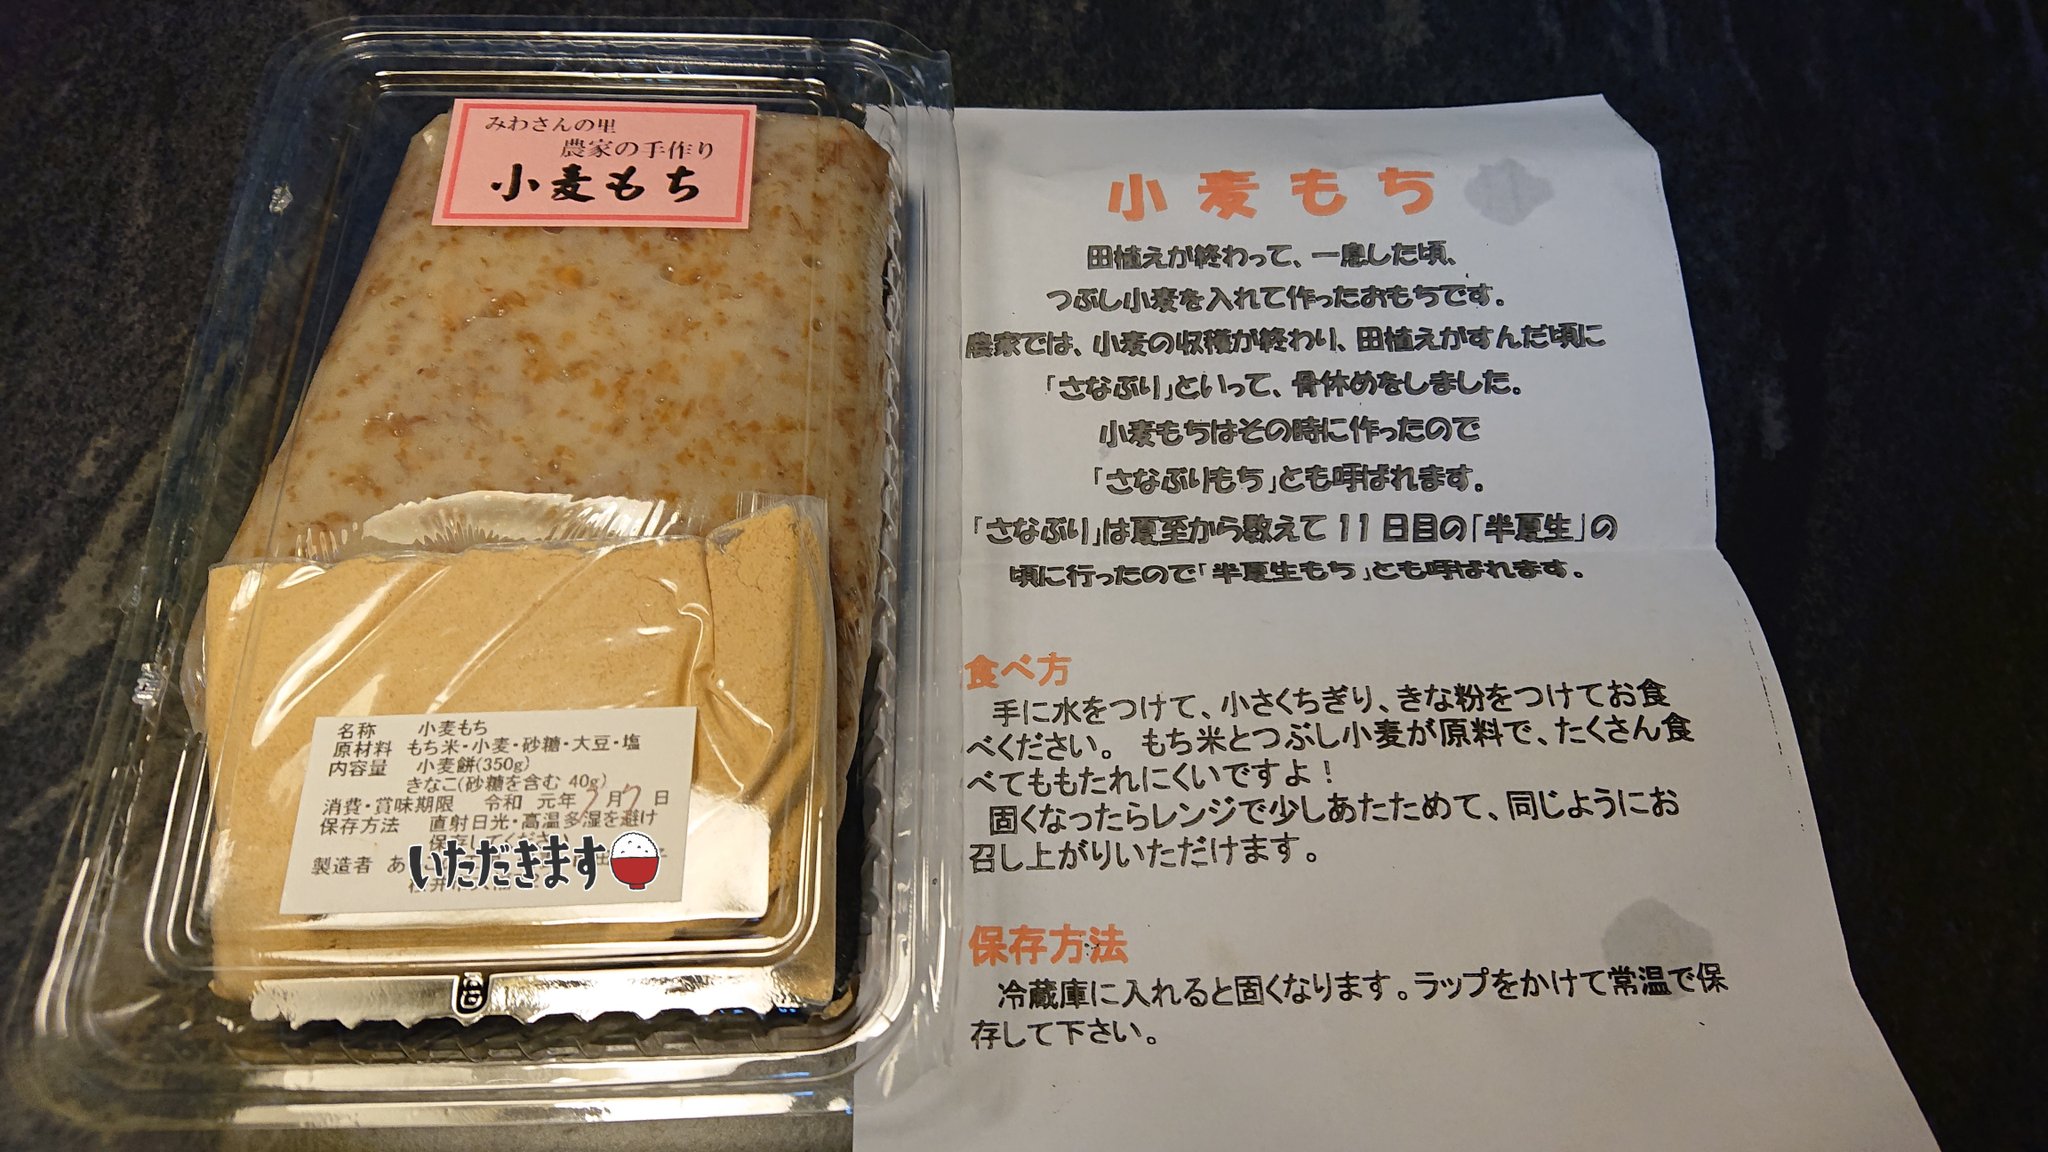 みわさんの里
農家の手作り
小麦もち
名称 小麦もち
原材料 もち米・小麦・砂糖・大豆・塩
内容量 小麦餅(350g)
きなこ(砂糖を含む 40g)
消費・賞味期限 令和 元年7月7日
保存方法 直射日光・高温多湿を避け
保存してください
製造者 あ
いただきます
小麦もち
田植えが終わって、一息した頃、
つぶし小麦を入れて作ったおもちです。
農家では、小麦の収穫が終わり、田植えがすんだ頃に
「さなぶり」といって、骨休めをしました。
小麦もちはその時に作ったので
「さなぶりもち」とも呼ばれます。
「さなぶり」は夏至から数えて 11 日目の「半夏生」の
頃に行ったので「半夏生もち」とも呼ばれます。
食べ方
手に水をつけて、小さくちぎり、きな粉をつけてお食
べください。 もち米とつぶし小麦が原料で、たくさん食
べてももたれにくいですよ！
固くなったらレンジで少しあたためて、同じようにお
召し上がりいただけます。
保存方法
冷蔵庫に入れると固くなります。ラップをかけて常温で保
存して下さい。